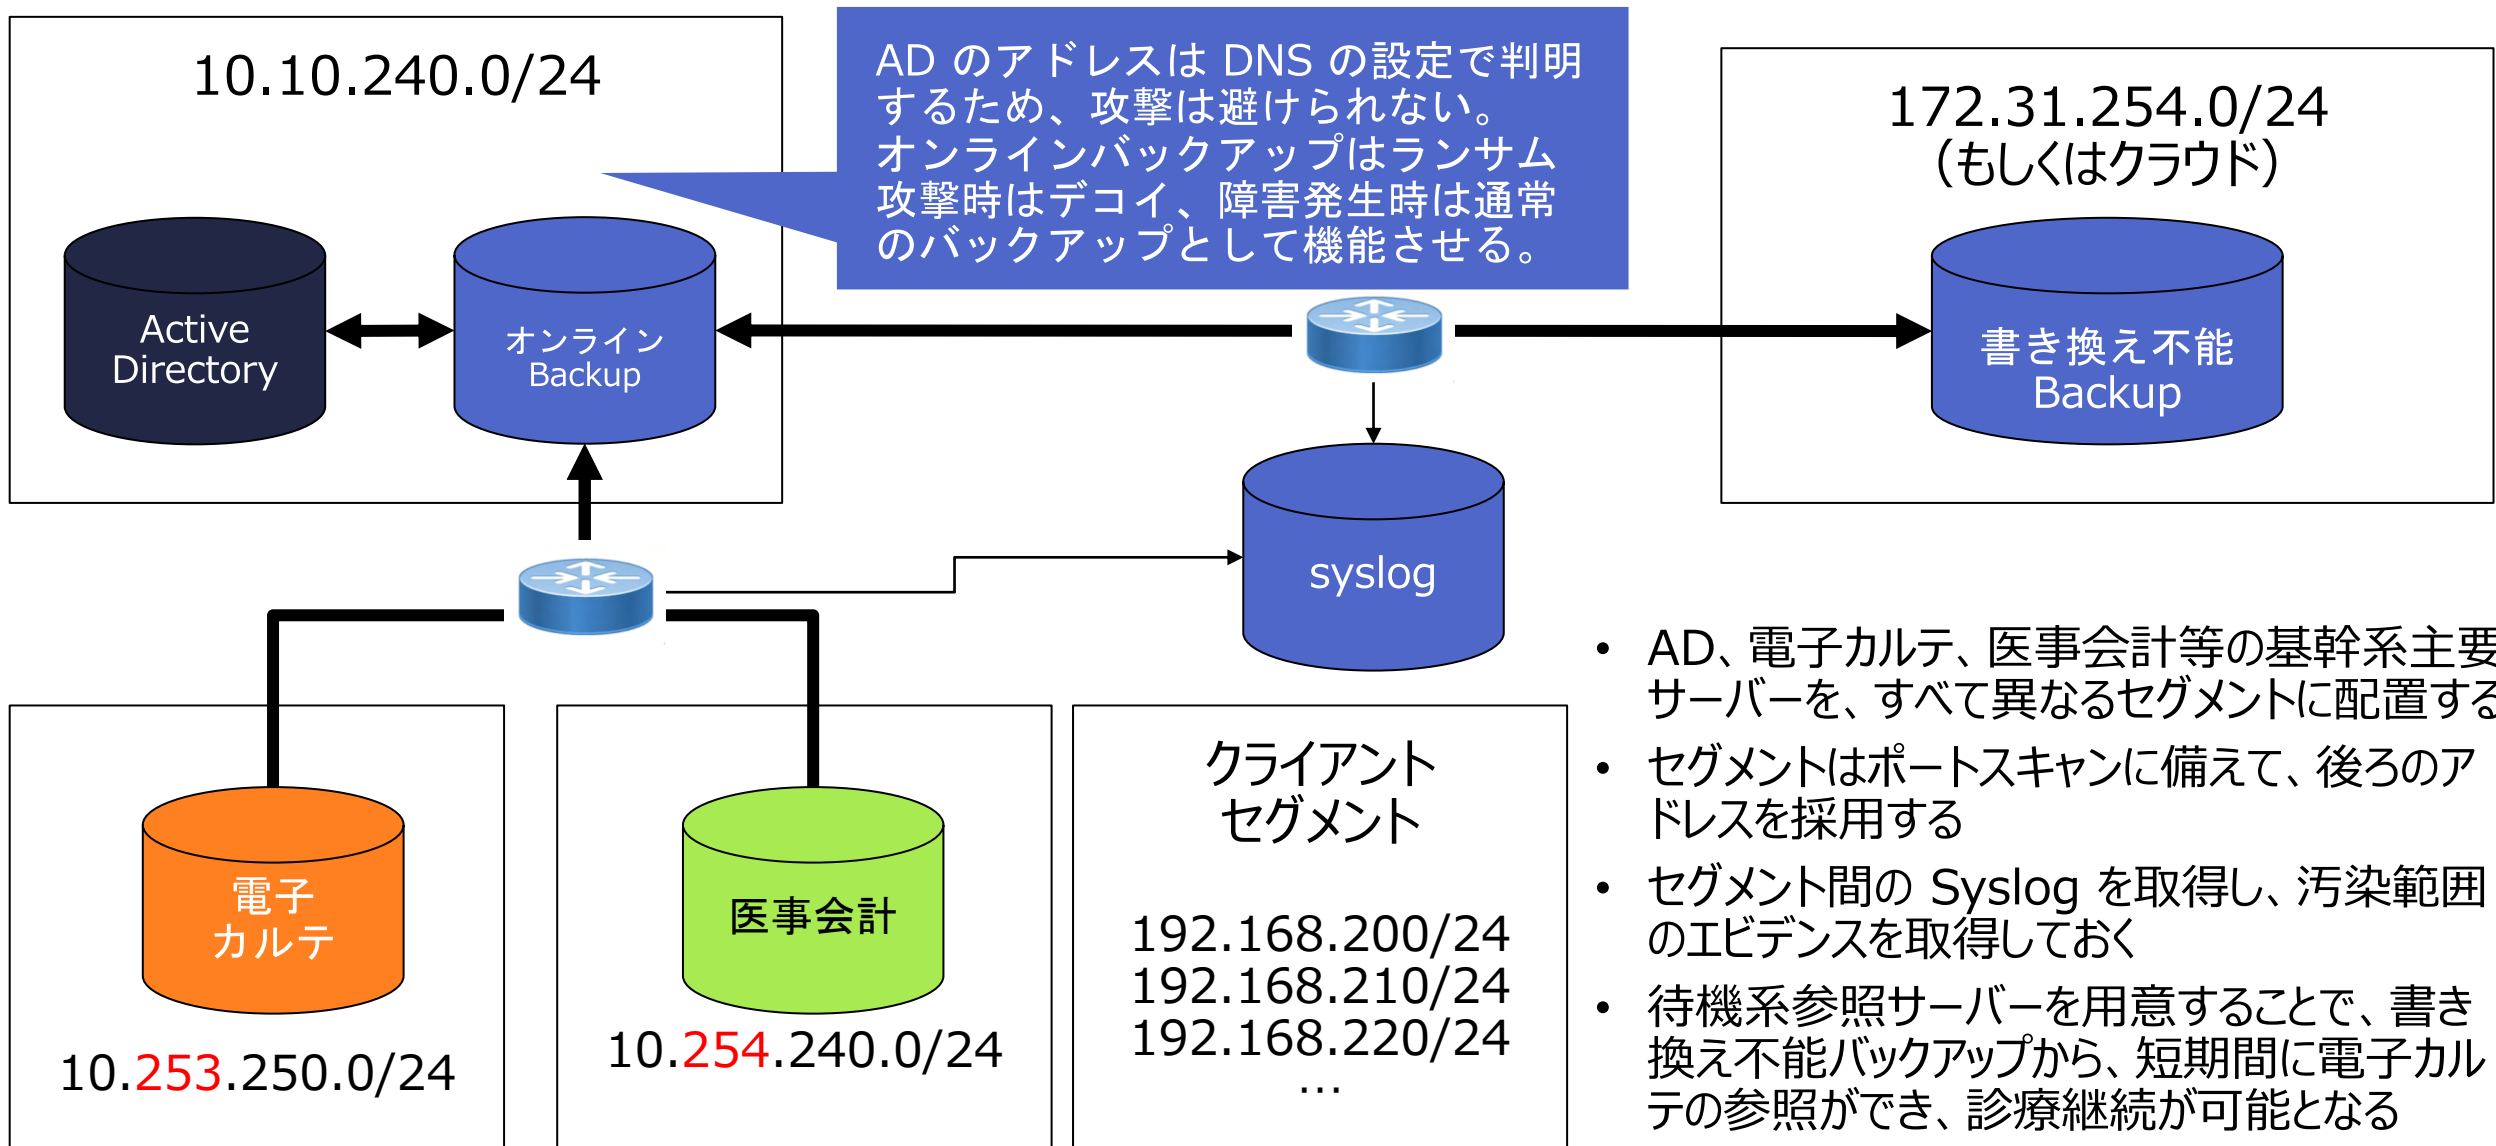 10.10.240.0/24
AD のアドレスは DNS の設定で判明
するため、攻撃は避けられない。
オンラインバックアップはランサム
攻撃時はデコイ、障害発生時は通常
のバックアップとして機能させる。
172.31.254.0/24
(もしくはクラウド)
Active
Directory
オンライン
Backup
書き換え不能
Backup
syslog
電子
カルテ
10.253.250.0/24
医事会計
10.254.240.0/24
クライアント
セグメント
192.168.200/24
192.168.210/24
192.168.220/24
…
• AD、電子カルテ、医事会計等の基幹系主要
サーバーを、すべて異なるセグメントに配置する
• セグメントはポートスキャンに備えて、後ろのア
ドレスを採用する
• セグメント間の Syslog を取得し、汚染範囲
のエビデンスを取得しておく
• 待機系参照サーバーを用意することで、書き
換え不能バックアップから、短期間に電子カル
テの参照ができ、診療継続が可能となる